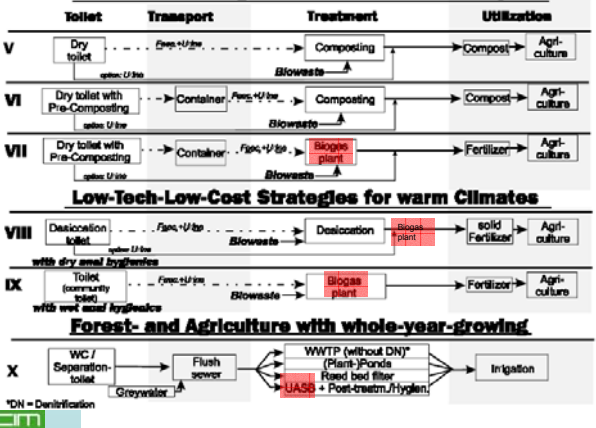 Toilet Transport Treatment Utilization
V Dry toilet Faec.+Urine Composting Compost Agri-culture
option: Urine Biowaste
VI Dry toilet with Pre-Composting Container Faec.+Urine Composting Compost Agri-culture
option: Urine Biowaste
VII Dry toilet with Pre-Composting Container Faec.+Urine Biogas plant Fertilizer Agri-culture
option: Urine Biowaste
Low-Tech-Low-Cost Strategies for warm Climates
VIII Desiccation toilet Faec.+Urine Desiccation Biogas plant solid Fertilizer Agri-culture
option: Urine Biowaste
with dry anal hygienics
IX Toilet (community toilet) Faec.+Urine Biogas plant Fertilizer Agri-culture
Biowaste
with wet anal hygienics
Forest- and Agriculture with whole-year-growing
X WC / Separation-toilet Flush sewer WWTP (without DN)* Irrigation
(Plant-)Ponds
Reed bed filter
UASB + Post-treatm./Hygien.
Greywater
*DN = Denitrification
cim